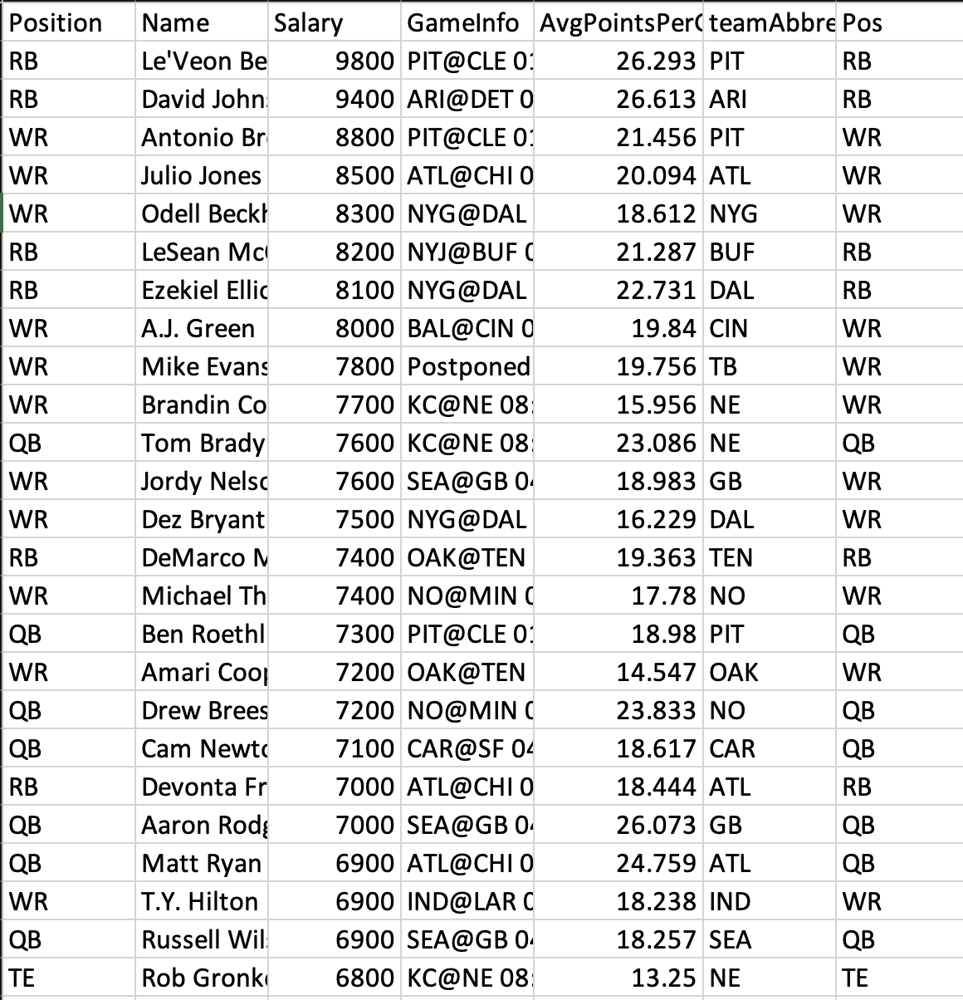 Position Name Salary GameInfo AvgPointsPerG teamAbbre Pos
RB Le'Veon Be 9800 PIT@CLE 01 26.293 PIT RB
RB David John 9400 ARI@DET 0 26.613 ARI RB
WR Antonio Br 8800 PIT@CLE 01 21.456 PIT WR
WR Julio Jones 8500 ATL@CHI 0 20.094 ATL WR
WR Odell Beckh 8300 NYG@DAL 18.612 NYG WR
RB LeSean McC 8200 NYJ@BUF 0 21.287 BUF RB
RB Ezekiel Ellic 8100 NYG@DAL 22.731 DAL RB
WR A.J. Green 8000 BAL@CIN 0 19.84 CIN WR
WR Mike Evans 7800 Postponed 19.756 TB WR
WR Brandin Co 7700 KC@NE 08: 15.956 NE WR
QB Tom Brady 7600 KC@NE 08: 23.086 NE QB
WR Jordy Nelso 7600 SEA@GB 04 18.983 GB WR
WR Dez Bryant 7500 NYG@DAL 16.229 DAL WR
RB DeMarco M 7400 OAK@TEN 19.363 TEN RB
WR Michael Th 7400 NO@MIN 0 17.78 NO WR
QB Ben Roethl 7300 PIT@CLE 01 18.98 PIT QB
WR Amari Coop 7200 OAK@TEN 14.547 OAK WR
QB Drew Brees 7200 NO@MIN 0 23.833 NO QB
QB Cam Newto 7100 CAR@SF 04 18.617 CAR QB
RB Devonta Fr 7000 ATL@CHI 0 18.444 ATL RB
QB Aaron Rodg 7000 SEA@GB 04 26.073 GB QB
QB Matt Ryan 6900 ATL@CHI 0 24.759 ATL QB
WR T.Y. Hilton 6900 IND@LAR 0 18.238 IND WR
QB Russell Wil 6900 SEA@GB 04 18.257 SEA QB
TE Rob Gronko 6800 KC@NE 08: 13.25 NE TE